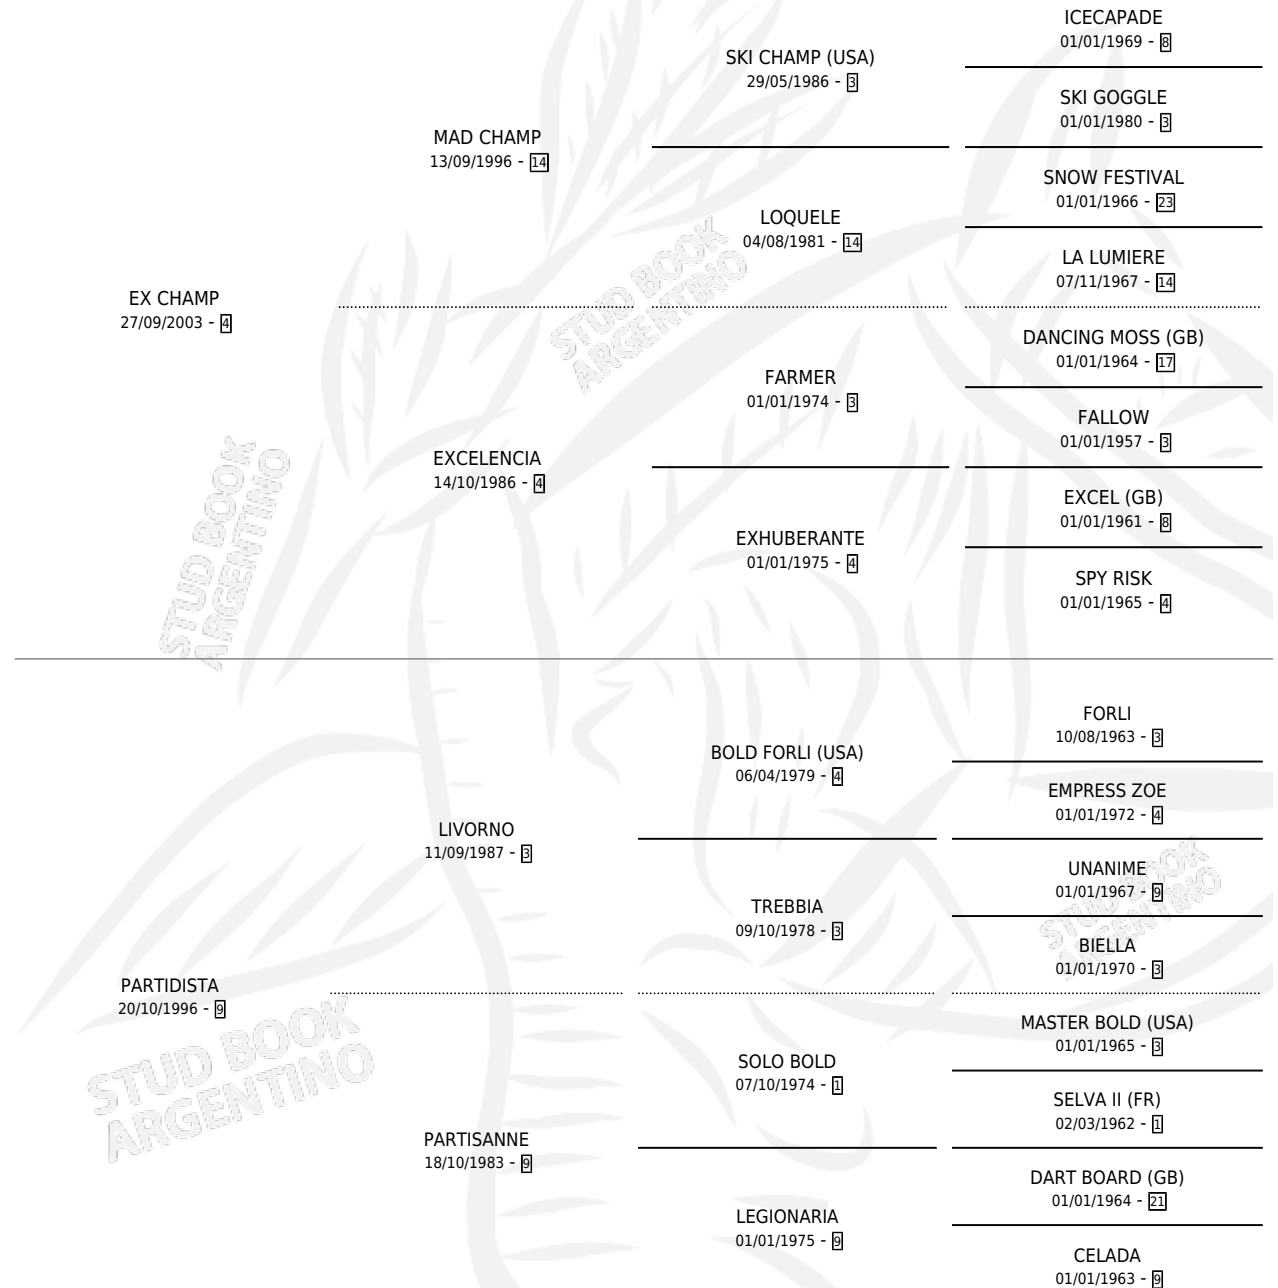 ICECAPADE
01/01/1969 - 8
SKI CHAMP (USA)
29/05/1986 - 3
SKI GOGGLE
01/01/1980 - 3
MAD CHAMP
13/09/1996 - 14
SNOW FESTIVAL
01/01/1966 - 23
LOQUELE
04/08/1981 - 14
LA LUMIERE
07/11/1967 - 14
EX CHAMP
27/09/2003 - 4
DANCING MOSS (GB)
01/01/1964 - 17
FARMER
01/01/1974 - 3
FALLOW
01/01/1957 - 3
EXCELENCIA
14/10/1986 - 4
EXCEL (GB)
01/01/1961 - 8
EXHUBERANTE
01/01/1975 - 4
SPY RISK
01/01/1965 - 4
FORLI
10/08/1963 - 3
BOLD FORLI (USA)
06/04/1979 - 4
EMPRESS ZOE
01/01/1972 - 4
LIVORNO
11/09/1987 - 3
UNANIME
01/01/1967 - 9
TREBBIA
09/10/1978 - 3
BIELLA
01/01/1970 - 3
PARTIDISTA
20/10/1996 - 9
MASTER BOLD (USA)
01/01/1965 - 3
SOLO BOLD
07/10/1974 - 1
SELVA II (FR)
02/03/1962 - 1
PARTISANNE
18/10/1983 - 9
DART BOARD (GB)
01/01/1964 - 21
LEGIONARIA
01/01/1975 - 9
CELADA
01/01/1963 - 9
STUD BOOK
ARGENTINO
STUD BOOK
ARGENTINO
STUD BOOK
ARGENTINO
STUD BOOK
ARGENTINO